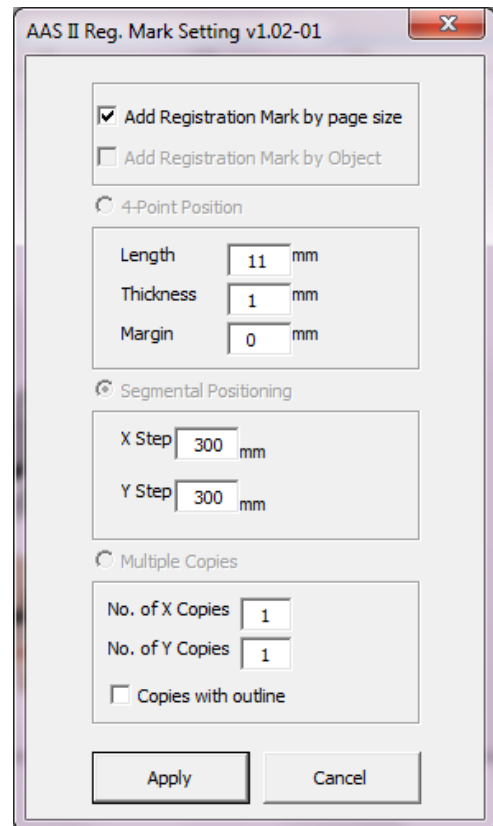 AAS II Reg. Mark Setting v1.02-01
Add Registration Mark by page size
Add Registration Mark by Object
4-Point Position
Length 11 mm
Thickness 1 mm
Margin 0 mm
Segmental Positioning
X Step 300 mm
Y Step 300 mm
Multiple Copies
No. of X Copies 1
No. of Y Copies 1
Copies with outline
Apply Cancel